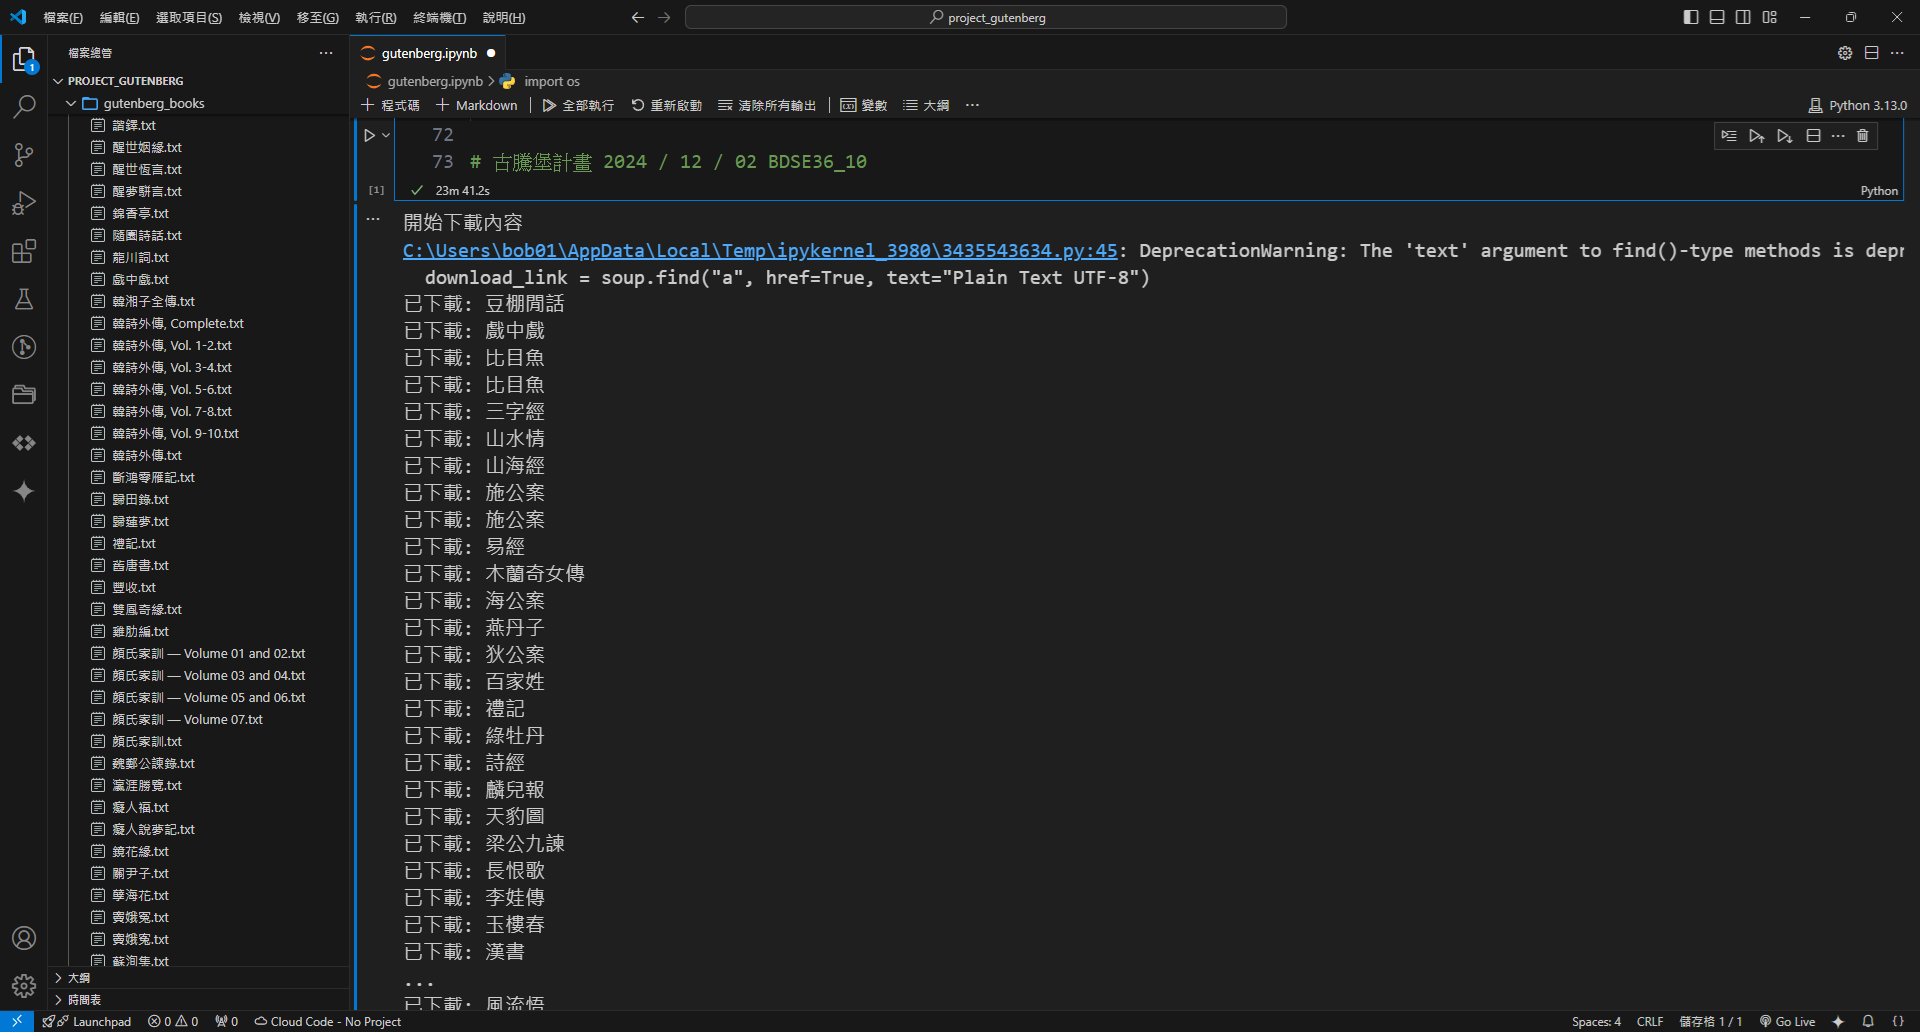 檔案(F) 編輯(E) 選取項目(S) 檢視(V) 移至(G) 執行(R) 終端機(T) 說明(H)
project_gutenberg
檔案總管
gutenberg.ipynb
PROJECT_GUTENBERG
gutenberg.ipynb > import os
gutenberg_books
程式碼 Markdown 全部執行 重新啟動 清除所有輸出 變數 大綱
Python 3.13.0
諧鐸.txt
醒世姻緣.txt
醒世恆言.txt
醒夢駢言.txt
錦香亭.txt
隨園詩話.txt
龍川詞.txt
戲中戲.txt
韓湘子全傳.txt
韓詩外傳, Complete.txt
韓詩外傳, Vol. 1-2.txt
韓詩外傳, Vol. 3-4.txt
韓詩外傳, Vol. 5-6.txt
韓詩外傳, Vol. 7-8.txt
韓詩外傳, Vol. 9-10.txt
韓詩外傳.txt
斷鴻零雁記.txt
歸田錄.txt
歸蓮夢.txt
禮記.txt
舊唐書.txt
豐收.txt
雙鳳奇緣.txt
雞肋編.txt
顏氏家訓 — Volume 01 and 02.txt
顏氏家訓 — Volume 03 and 04.txt
顏氏家訓 — Volume 05 and 06.txt
顏氏家訓 — Volume 07.txt
顏氏家訓.txt
魏鄭公諫錄.txt
瀛涯勝覽.txt
癡人福.txt
癡人說夢記.txt
鏡花緣.txt
關尹子.txt
孽海花.txt
竇娥冤.txt
竇娥寃.txt
蘇洵集.txt
大綱
時間表
72
73 # 古騰堡計畫 2024 / 12 / 02 BDSE36_10
[1] 23m 41.2s
Python
開始下載內容
C:\Users\bob01\AppData\Local\Temp\ipykernel_3980\3435543634.py:45: DeprecationWarning: The 'text' argument to find()-type methods is depr
download_link = soup.find("a", href=True, text="Plain Text UTF-8")
已下載: 豆棚閒話
已下載: 戲中戲
已下載: 比目魚
已下載: 比目魚
已下載: 三字經
已下載: 山水情
已下載: 山海經
已下載: 施公案
已下載: 施公案
已下載: 易經
已下載: 木蘭奇女傳
已下載: 海公案
已下載: 燕丹子
已下載: 狄公案
已下載: 百家姓
已下載: 禮記
已下載: 綠牡丹
已下載: 詩經
已下載: 麟兒報
已下載: 天豹圖
已下載: 梁公九諫
已下載: 長恨歌
已下載: 李娃傳
已下載: 玉樓春
已下載: 漢書
...
已下載: 風流悟
Launchpad 0 0 0 Cloud Code - No Project
Spaces: 4 CRLF 儲存格 1 / 1 Go Live